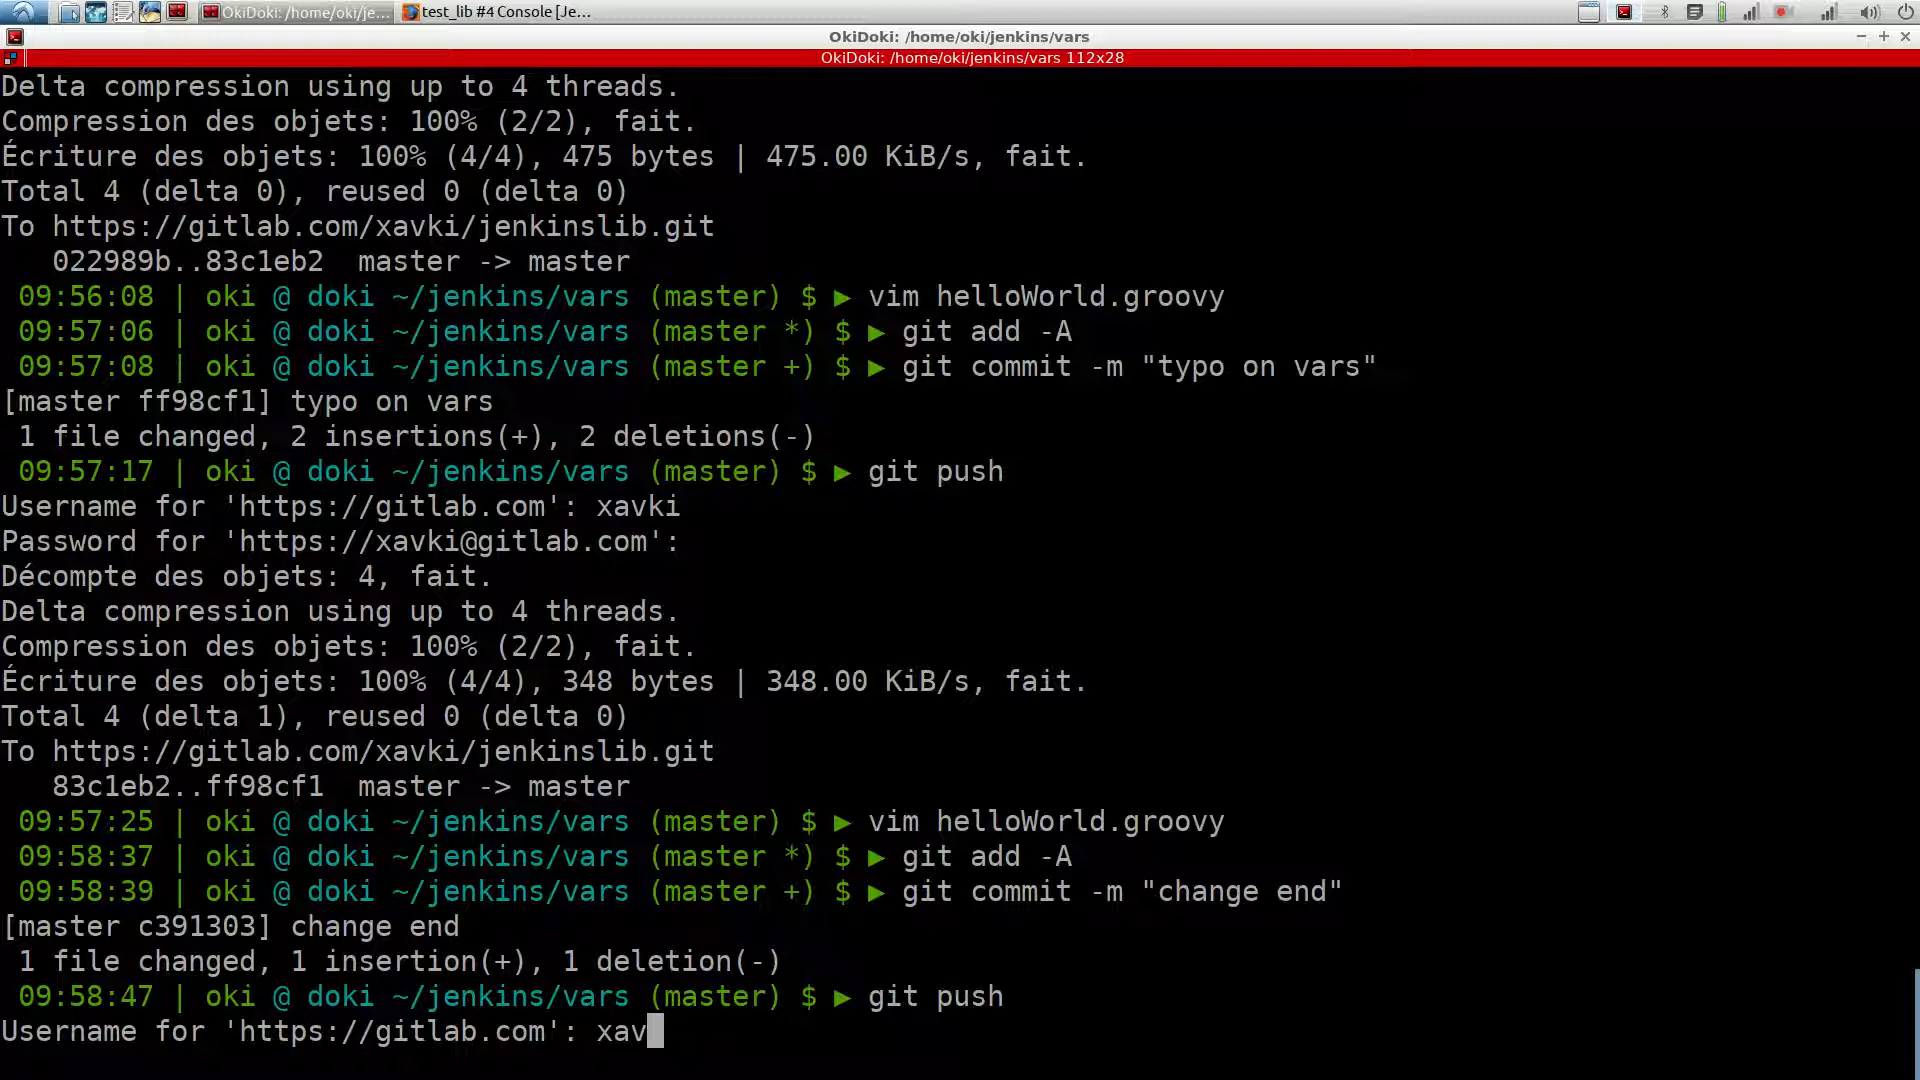 OkiDoki: /home/oki/je...
test_lib #4 Console [Je...
OkiDoki: /home/oki/jenkins/vars
OkiDoki: /home/oki/jenkins/vars 112x28
Delta compression using up to 4 threads.
Compression des objets: 100% (2/2), fait.
Écriture des objets: 100% (4/4), 475 bytes | 475.00 KiB/s, fait.
Total 4 (delta 0), reused 0 (delta 0)
To https://gitlab.com/xavki/jenkinslib.git
022989b..83c1eb2  master -> master
09:56:08 | oki @ doki ~/jenkins/vars (master) $ ▶ vim helloWorld.groovy
09:57:06 | oki @ doki ~/jenkins/vars (master *) $ ▶ git add -A
09:57:08 | oki @ doki ~/jenkins/vars (master +) $ ▶ git commit -m "typo on vars"
[master ff98cf1] typo on vars
1 file changed, 2 insertions(+), 2 deletions(-)
09:57:17 | oki @ doki ~/jenkins/vars (master) $ ▶ git push
Username for 'https://gitlab.com': xavki
Password for 'https://xavki@gitlab.com':
Décompte des objets: 4, fait.
Delta compression using up to 4 threads.
Compression des objets: 100% (2/2), fait.
Écriture des objets: 100% (4/4), 348 bytes | 348.00 KiB/s, fait.
Total 4 (delta 1), reused 0 (delta 0)
To https://gitlab.com/xavki/jenkinslib.git
83c1eb2..ff98cf1  master -> master
09:57:25 | oki @ doki ~/jenkins/vars (master) $ ▶ vim helloWorld.groovy
09:58:37 | oki @ doki ~/jenkins/vars (master *) $ ▶ git add -A
09:58:39 | oki @ doki ~/jenkins/vars (master +) $ ▶ git commit -m "change end"
[master c391303] change end
1 file changed, 1 insertion(+), 1 deletion(-)
09:58:47 | oki @ doki ~/jenkins/vars (master) $ ▶ git push
Username for 'https://gitlab.com': xav